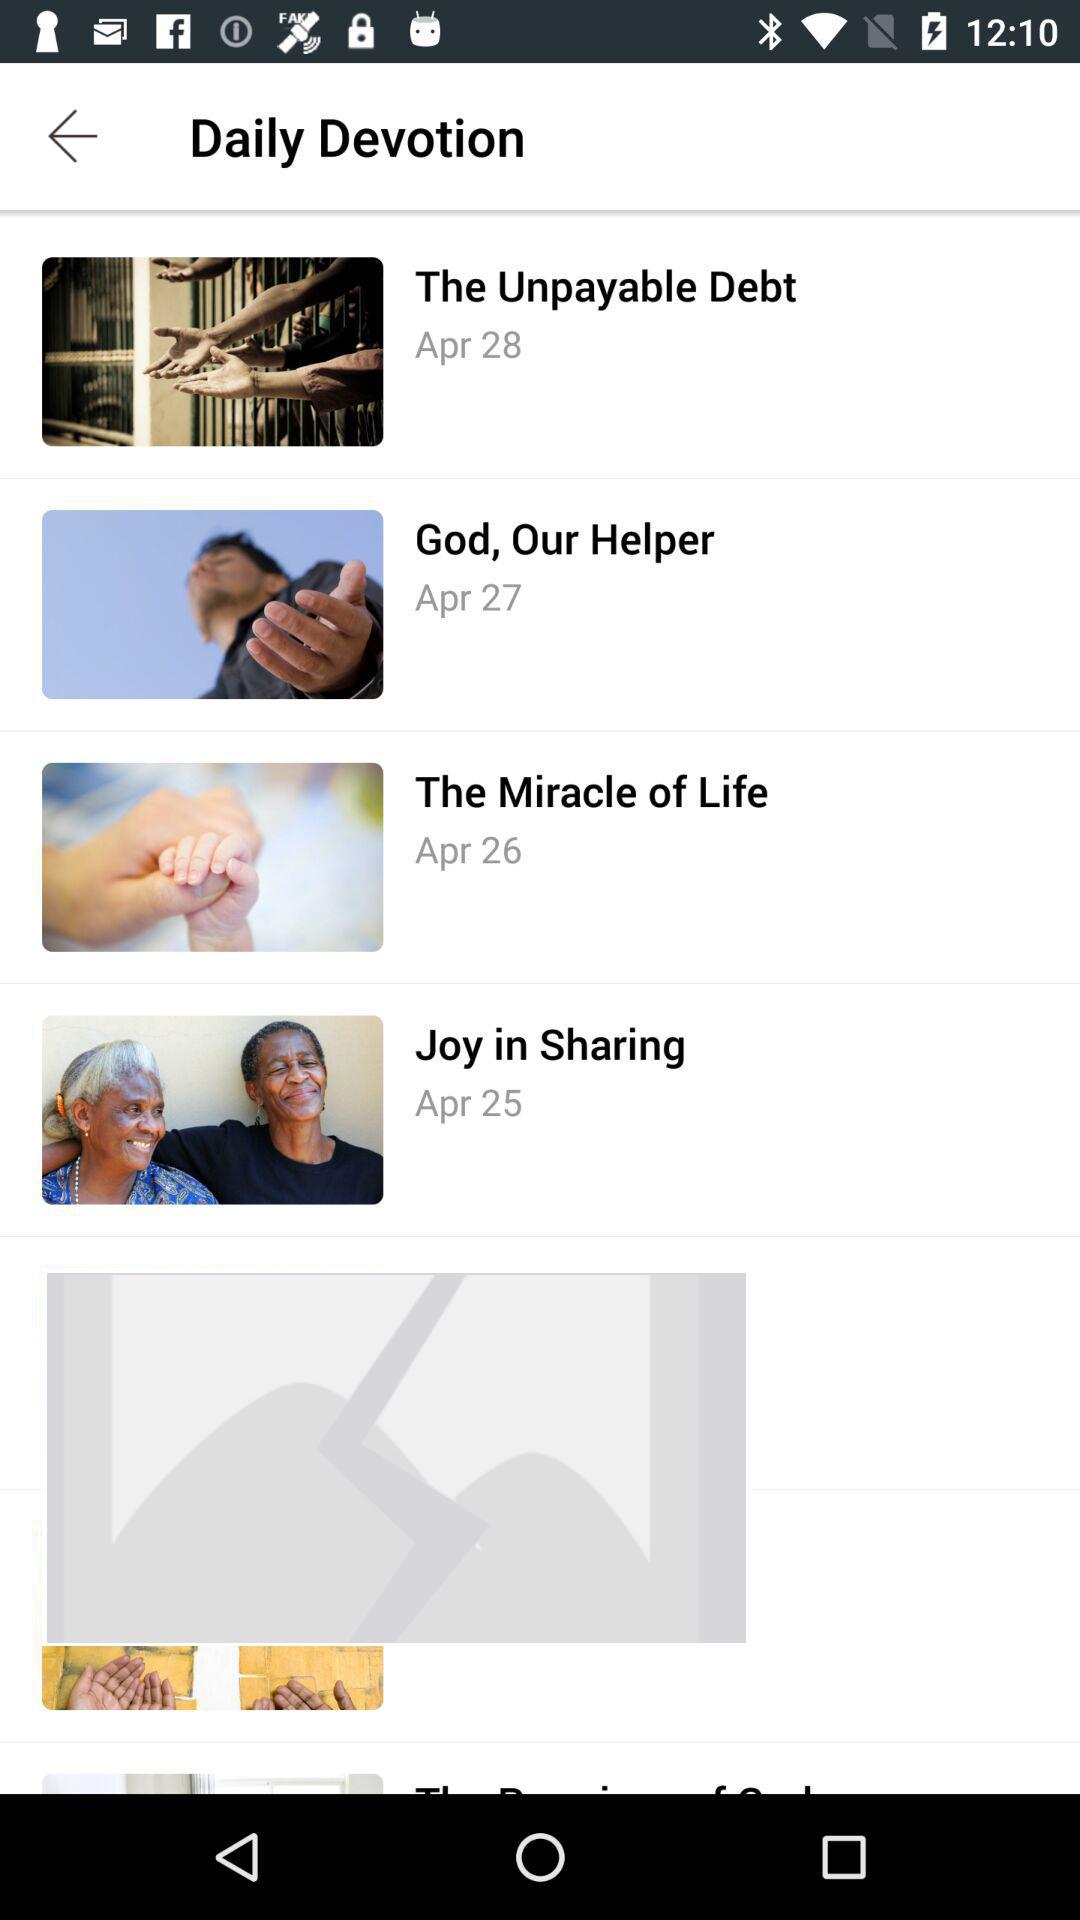 FAKE
12:10
Daily Devotion
The Unpayable Debt
Apr 28
God, Our Helper
Apr 27
The Miracle of Life
Apr 26
Joy in Sharing
Apr 25